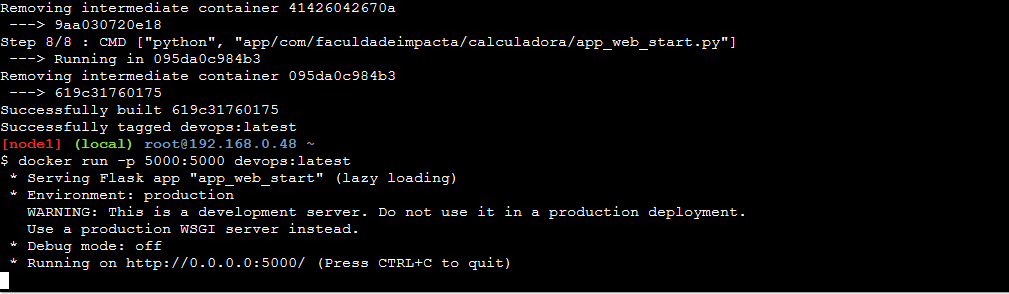 Removing intermediate container 41426042670a
 ---> 9aa030720e18
Step 8/8 : CMD ["python", "app/com/faculdadeimpacta/calculadora/app_web_start.py"]
 ---> Running in 095da0c984b3
Removing intermediate container 095da0c984b3
 ---> 619c31760175
Successfully built 619c31760175
Successfully tagged devops:latest
[node1] (local) root@192.168.0.48 ~
$ docker run -p 5000:5000 devops:latest
 * Serving Flask app "app_web_start" (lazy loading)
 * Environment: production
   WARNING: This is a development server. Do not use it in a production deployment.
   Use a production WSGI server instead.
 * Debug mode: off
 * Running on http://0.0.0.0:5000/ (Press CTRL+C to quit)